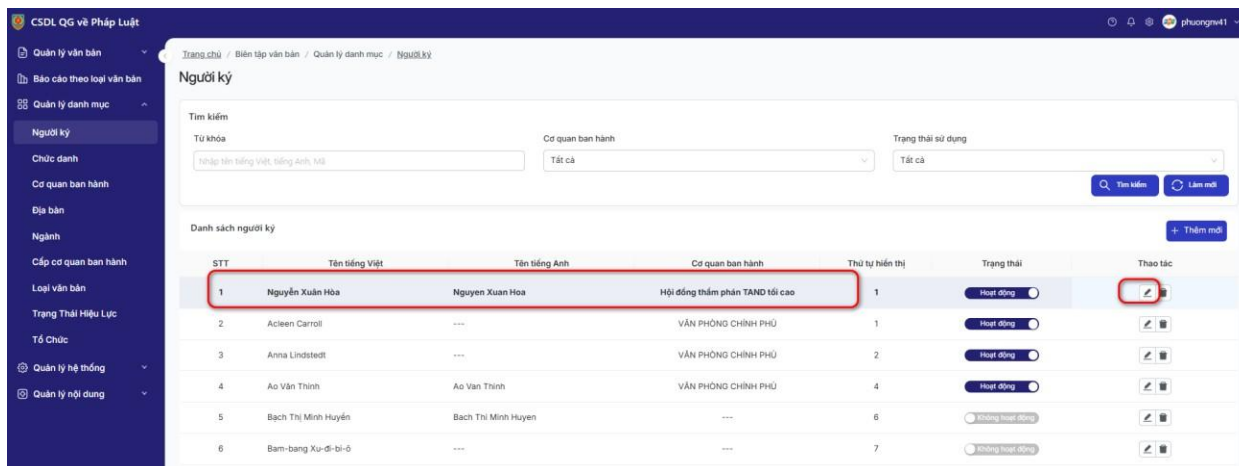 CSDL QG về Pháp Luật
phuongnv41
Quản lý văn bản
Báo cáo theo loại văn bản
Quản lý danh mục
Người ký
Chức danh
Cơ quan ban hành
Địa bàn
Ngành
Cấp cơ quan ban hành
Loại văn bản
Trạng Thái Hiệu Lực
Tổ Chức
Quản lý hệ thống
Quản lý nội dung
Trang chủ / Biên tập văn bản / Quản lý danh mục / Người ký
Người ký
Tìm kiếm
Từ khóa Cơ quan ban hành Trạng thái sử dụng
Nhập tên tiếng Việt, tiếng Anh, Mã Tất cả Tất cả
Tìm kiếm Làm mới
Danh sách người ký
+ Thêm mới
STT Tên tiếng Việt Tên tiếng Anh Cơ quan ban hành Thứ tự hiển thị Trạng thái Thao tác
1 Nguyễn Xuân Hòa Nguyen Xuan Hoa Hội đồng thẩm phán TAND tối cao 1 Hoạt động
2 Acleen Carroll --- VĂN PHÒNG CHÍNH PHỦ 1 Hoạt động
3 Anna Lindstedt --- VĂN PHÒNG CHÍNH PHỦ 2 Hoạt động
4 Ao Văn Thinh Ao Van Thinh VĂN PHÒNG CHÍNH PHỦ 4 Hoạt động
5 Bạch Thị Minh Huyền Bach Thi Minh Huyen --- 6 Không hoạt động
6 Bam-bang Xu-đi-bi-ô --- --- 7 Không hoạt động